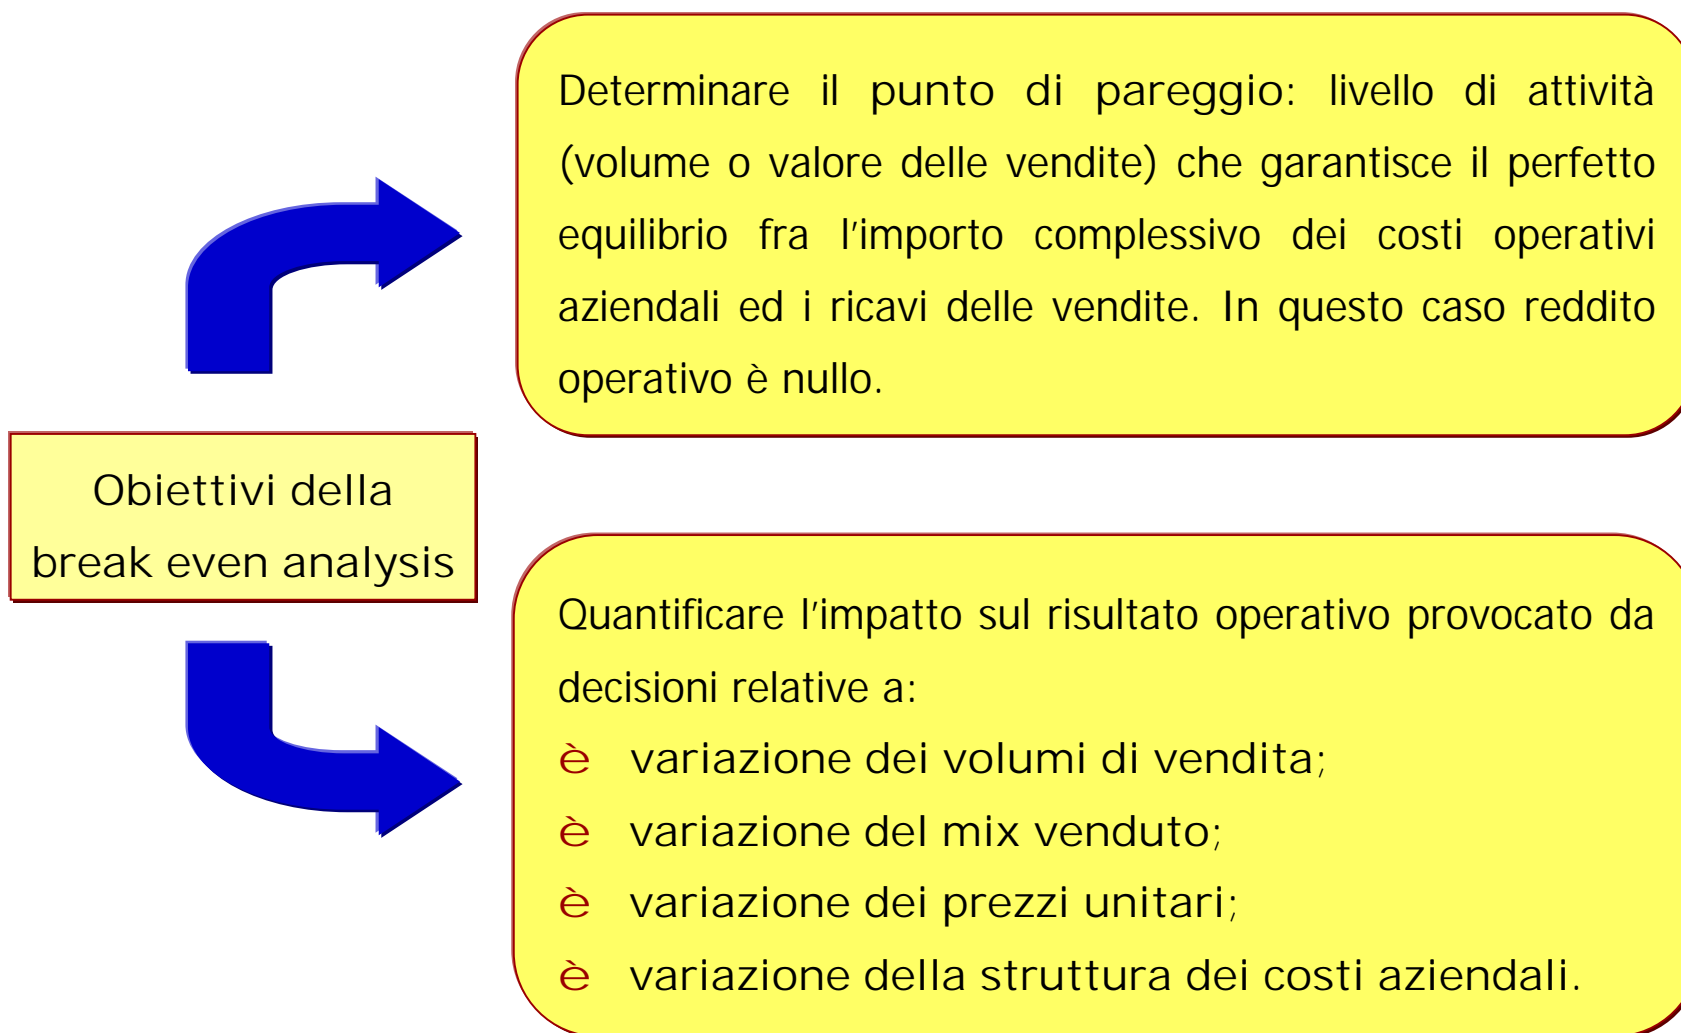 Determinare il punto di pareggio: livello di attività
(volume o valore delle vendite) che garantisce il perfetto
equilibrio fra l'importo complessivo dei costi operativi
aziendali ed i ricavi delle vendite. In questo caso reddito
operativo è nullo.
Obiettivi della
break even analysis
Quantificare l'impatto sul risultato operativo provocato da
decisioni relative a:
è variazione dei volumi di vendita;
è variazione del mix venduto;
è variazione dei prezzi unitari;
è variazione della struttura dei costi aziendali.